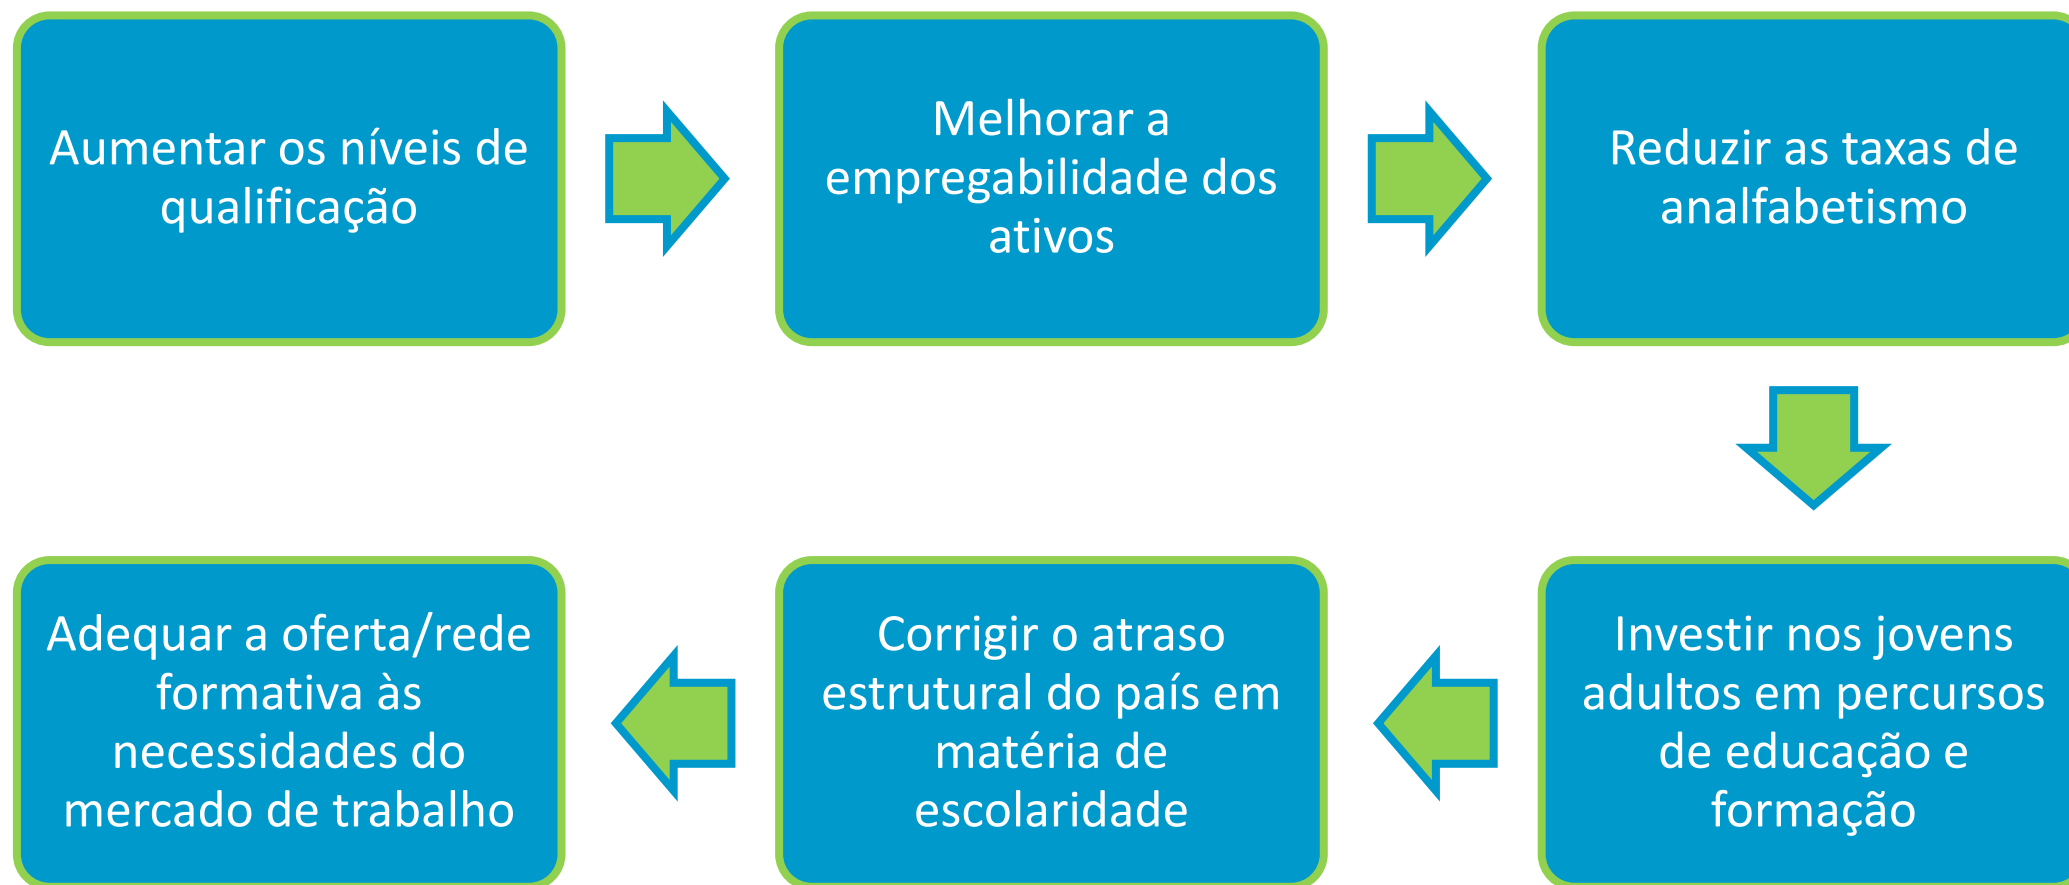 Aumentar os níveis de
qualificação
Melhorar a
empregabilidade dos
ativos
Reduzir as taxas de
analfabetismo
Investir nos jovens
adultos em percursos
de educação e
formação
Corrigir o atraso
estrutural do país em
matéria de
escolaridade
Adequar a oferta/rede
formativa às
necessidades do
mercado de trabalho